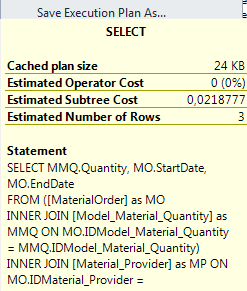 Save Execution Plan As...
SELECT
Cached plan size 24 KB
Estimated Operator Cost 0 (0%)
Estimated Subtree Cost 0,0218777
Estimated Number of Rows 3
Statement
SELECT MMQ.Quantity, MO.StartDate,
MO.EndDate
FROM ([MaterialOrder] as MO
INNER JOIN [Model_Material_Quantity] as
MMQ ON MO.IDModel_Material_Quantity
= MMQ.IDModel_Material_Quantity)
INNER JOIN [Material_Provider] as MP ON
MO.IDMaterial_Provider =